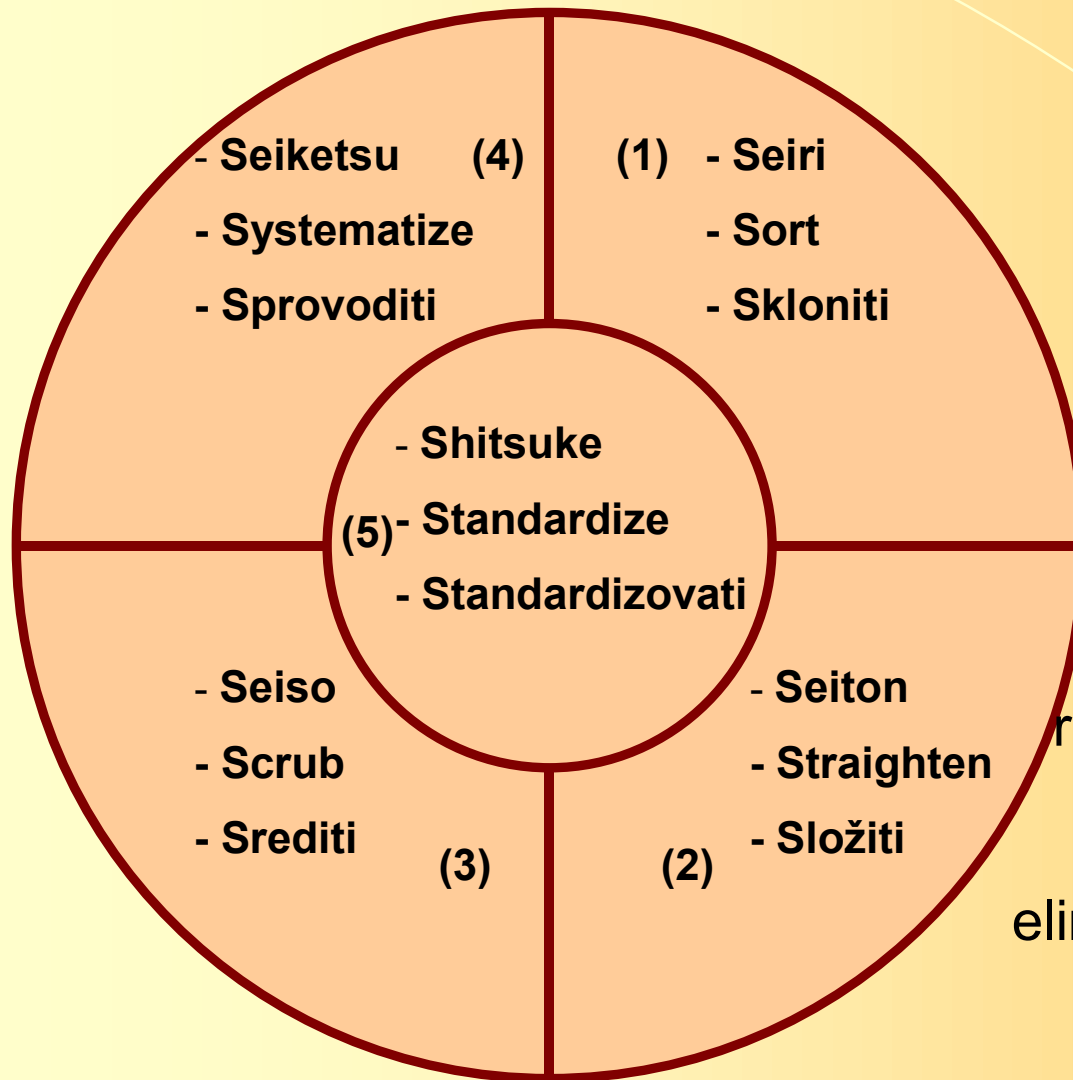 - Seiketsu (4)
- Systematize
- Sprovoditi
(1) - Seiri
- Sort
- Skloniti
- Shitsuke
(5) - Standardize
- Standardizovati
- Seiso
- Scrub
- Srediti
(3)
- Seiton
- Straighten
- Složiti
(2)